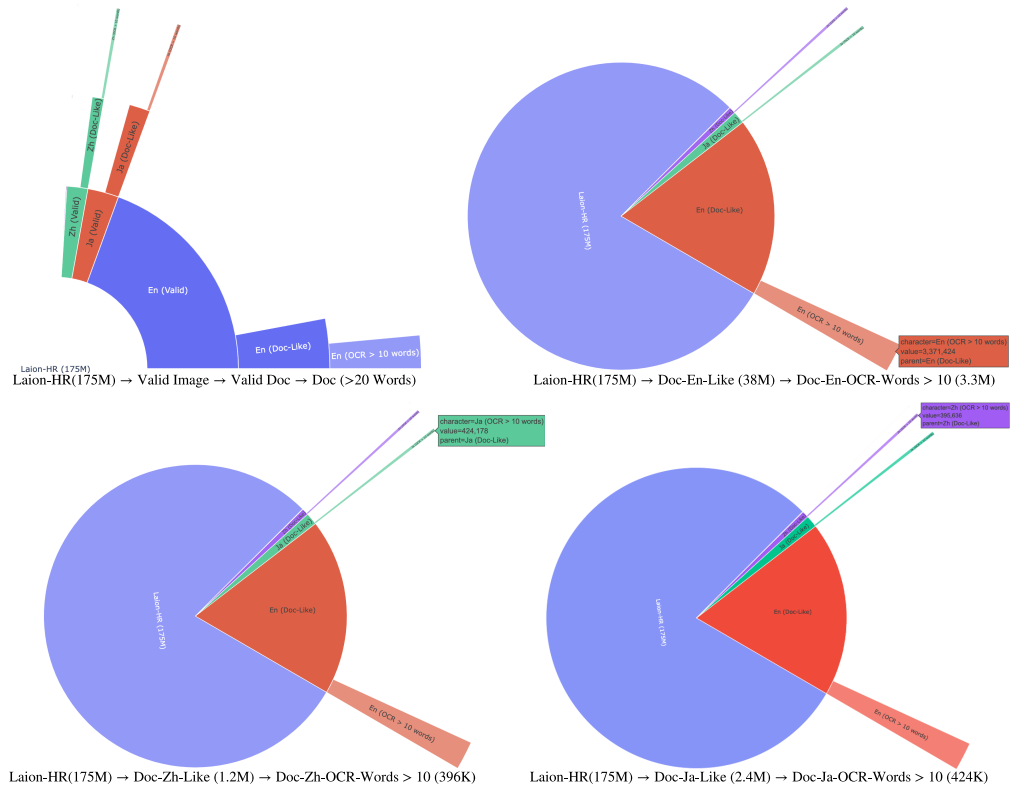 Zh (Doc-Like)
Ja (Doc-Like)
Zh (Valid)
Ja (Valid)
En (Valid)
En (Doc-Like)
En (OCR > 10 words)
Laion-HR (175M)
Laion-HR(175M) → Valid Image → Valid Doc → Doc (>20 Words)
Ja (Doc-Like)
Laion-HR (175M)
En (Doc-Like)
En (OCR > 10 words)
character=En (OCR > 10 words)
value=3,371,424
parent=En (Doc-Like)
Laion-HR(175M) → Doc-En-Like (38M) → Doc-En-OCR-Words > 10 (3.3M)
character=Ja (OCR > 10 words)
value=424,178
parent=Ja (Doc-Like)
Ja (Doc-Like)
Laion-HR (175M)
En (Doc-Like)
En (OCR > 10 words)
Laion-HR(175M) → Doc-Zh-Like (1.2M) → Doc-Zh-OCR-Words > 10 (396K)
character=Zh (OCR > 10 words)
value=395,636
parent=Zh (Doc-Like)
Ja (Doc-Like)
Laion-HR (175M)
En (Doc-Like)
En (OCR > 10 words)
Laion-HR(175M) → Doc-Ja-Like (2.4M) → Doc-Ja-OCR-Words > 10 (424K)